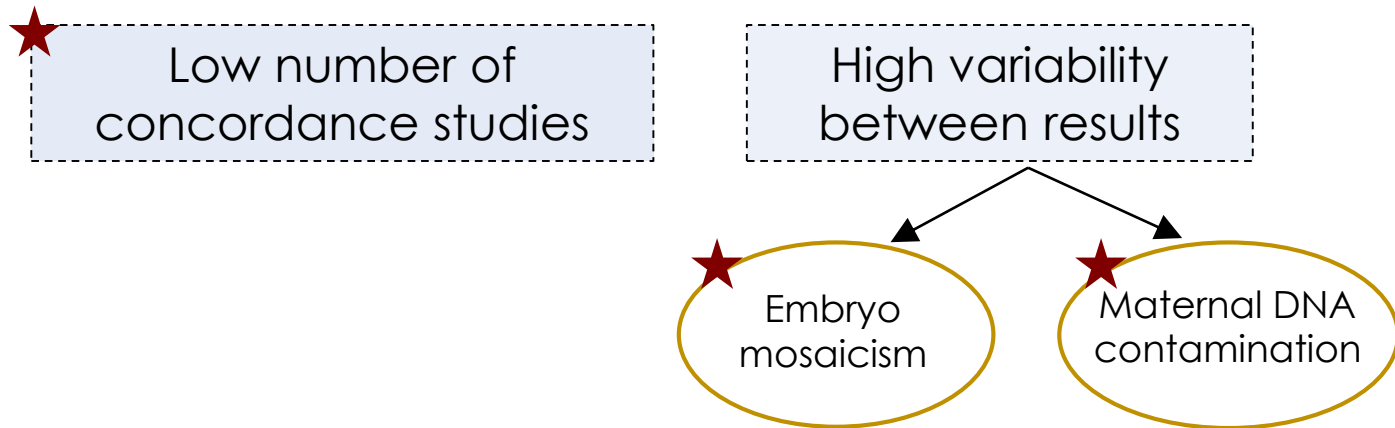 Low number of
concordance studies
High variability
between results
Embryo
mosaicism
Maternal DNA
contamination